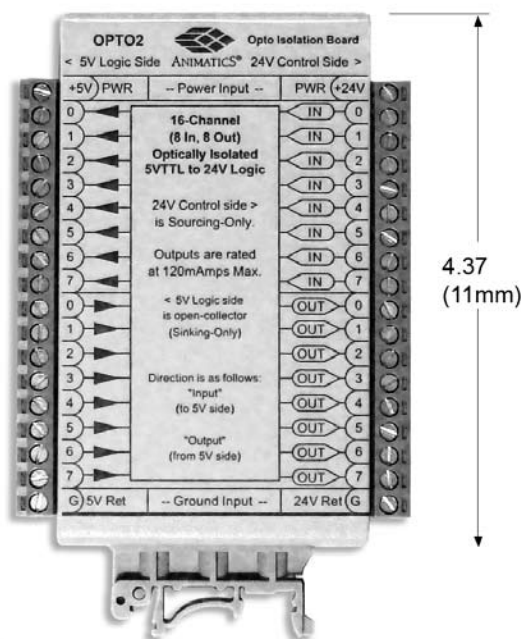 OPTO2 ANIMATICS® Opto Isolation Board
< 5V Logic Side 24V Control Side >
+5V PWR -- Power Input -- PWR +24V
0 IN 0
1 IN 1
2 IN 2
3 IN 3
4 IN 4
5 IN 5
6 IN 6
7 IN 7
0 OUT 0
1 OUT 1
2 OUT 2
3 OUT 3
4 OUT 4
5 OUT 5
6 OUT 6
7 OUT 7
16-Channel
(8 In, 8 Out)
Optically Isolated
5VTTL to 24V Logic
24V Control side >
is Sourcing-Only.
Outputs are rated
at 120mAmps Max.
< 5V Logic side
is open-collector
(Sinking-Only)
Direction is as follows:
"Input"
(to 5V side)
"Output"
(from 5V side)
G 5V Ret -- Ground Input -- 24V Ret G
4.37
(11mm)